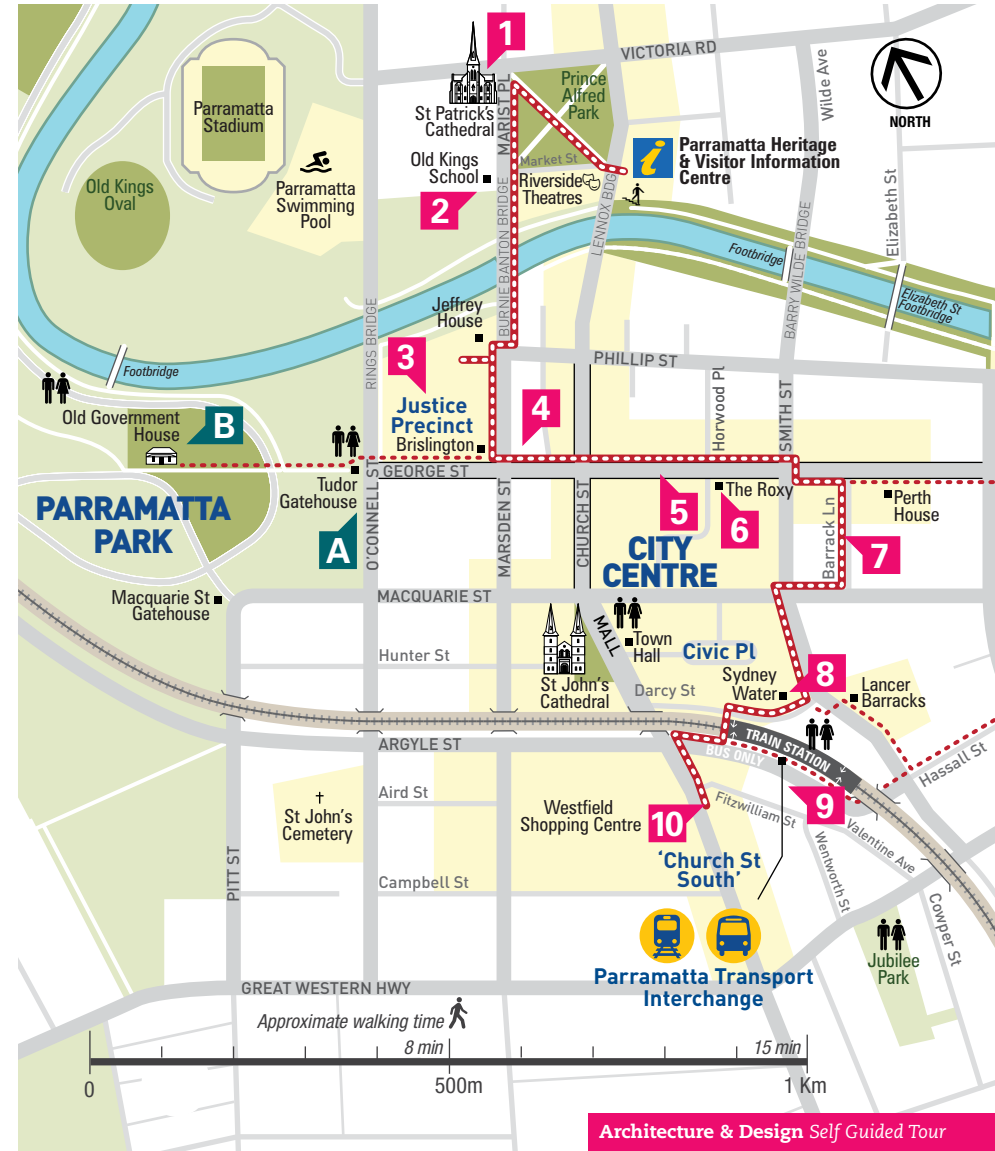 1
VICTORIA RD
Wilde Ave
NORTH
Parramatta
Stadium
St Patrick's
Cathedral
MARIST PL
Prince
Alfred
Park
Old Kings
School
Market St
Parramatta Heritage
& Visitor Information
Centre
Old Kings
Oval
Parramatta
Swimming
Pool
2
Riverside
Theatres
LENNOX BDG
Elizabeth St
BURNIE BANTON BRIDGE
BARRY WILDE BRIDGE
Footbridge
Elizabeth St
Footbridge
RINGS BRIDGE
Jeffrey
House
3
PHILLIP ST
Footbridge
Justice
Precinct
Brislington
4
Horwood Pl
SMITH ST
Old Government
House
B
GEORGE ST
Tudor
Gatehouse
A
O'CONNELL ST
MARSDEN ST
CHURCH ST
5
The Roxy
6
Perth
House
PARRAMATTA
PARK
CITY
CENTRE
Barrack Ln
7
Macquarie St
Gatehouse
MACQUARIE ST
MALL
Town
Hall
Civic Pl
Hunter St
St John's
Cathedral
Darcy St
Sydney
Water
8
Lancer
Barracks
ARGYLE ST
BUS ONLY
TRAIN STATION
Hassall St
Aird St
St John's
Cemetery
Westfield
Shopping Centre
10
Fitzwilliam St
9
Valentine Ave
Wentworth St
'Church St
South'
PITT ST
Campbell St
Cowper St
Jubilee
Park
Parramatta Transport
Interchange
GREAT WESTERN HWY
Approximate walking time
8 min
15 min
0
500m
1 Km
Architecture & Design Self Guided Tour